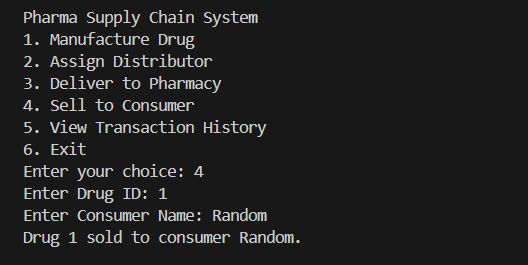 Pharma Supply Chain System
1. Manufacture Drug
2. Assign Distributor
3. Deliver to Pharmacy
4. Sell to Consumer
5. View Transaction History
6. Exit
Enter your choice: 4
Enter Drug ID: 1
Enter Consumer Name: Random
Drug 1 sold to consumer Random.